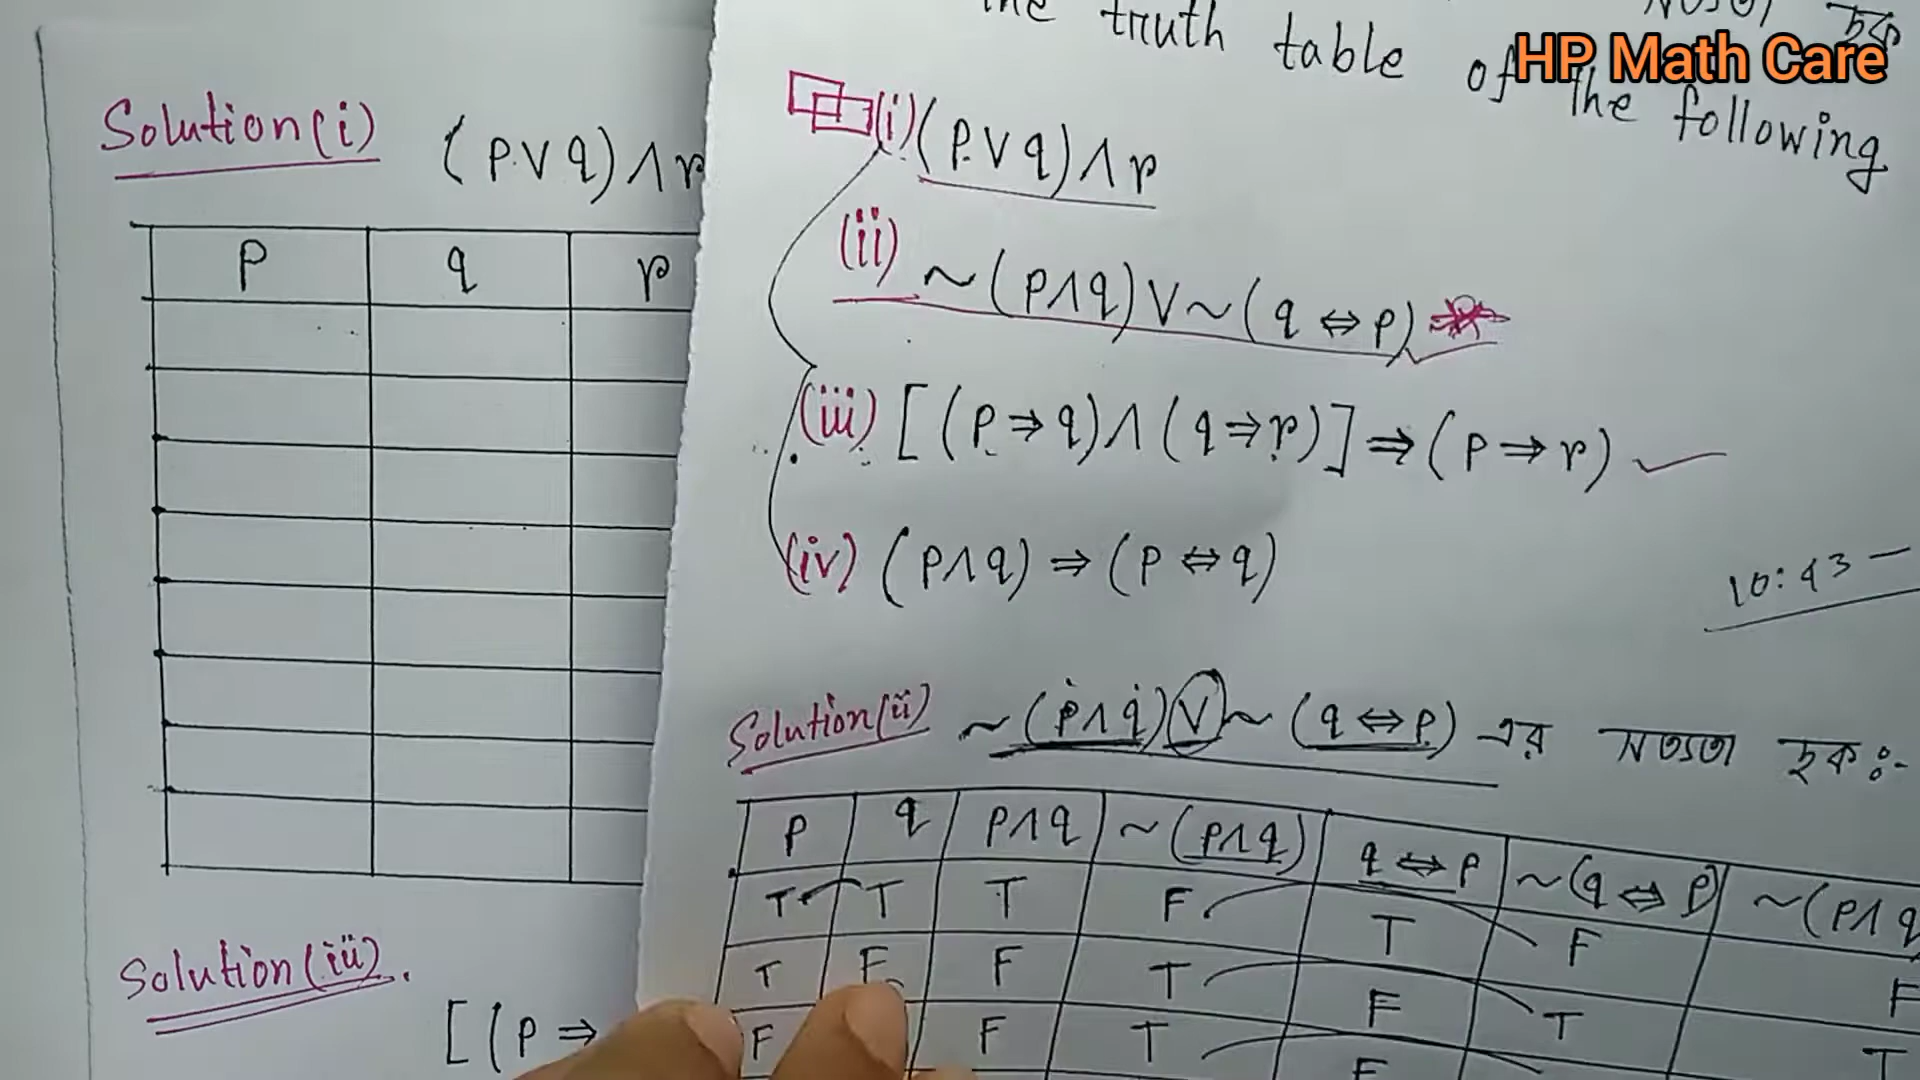 the truth table of the following
HP Math Care
(i) (p∨q)∧r
(ii) ~(p∧q)∨~(q⇔p)
(iii) [(p⇒q)∧(q⇒r)]⇒(p⇒r)
(iv) (p∧q)⇒(p⇔q)
10:43 –
Solution(i) (p∨q)∧r
p q r
Solution(ii) ~(p∧q)∨~(q⇔p) এর সত্যতা ছক:-
p q p∧q ~(p∧q) q⇔p ~(q⇔p) ~(p∧q
T T T F T F F
T F F T F T T
F F T F
Solution(iii).
[(p⇒